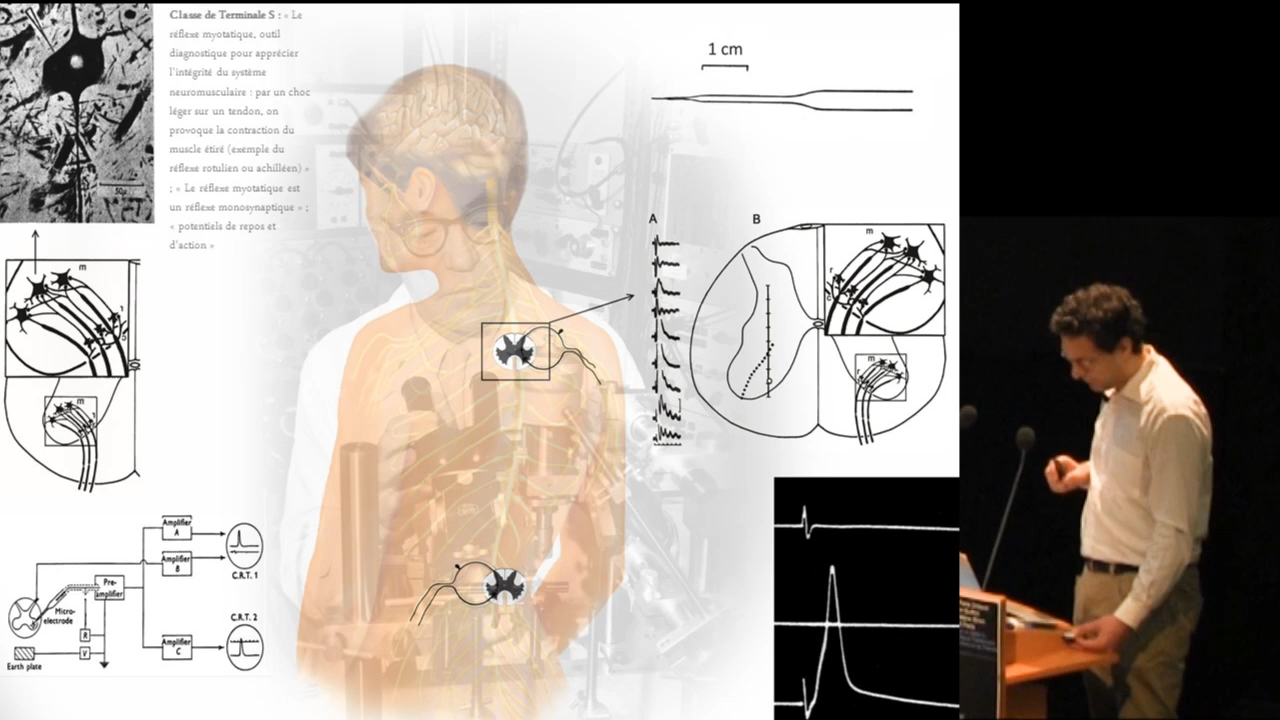 Classe de Terminale S : « Le
réflexe myotatique, outil
diagnostique pour apprécier
l'intégrité du système
neuromusculaire : par un choc
léger sur un tendon, on
provoque la contraction du
muscle étiré (exemple du
réflexe rotulien ou achilléen) »
; « Le réflexe myotatique est
un réflexe monosynaptique » ;
« potentiels de repos et
d'action »
50µ
1 cm
A
B
m
m
m
m
Amplifier
A
Amplifier
B
C.R.T. 1
Pre-
amplifier
Micro-
electrode
R
V
Earth plate
Amplifier
C
C.R.T. 2